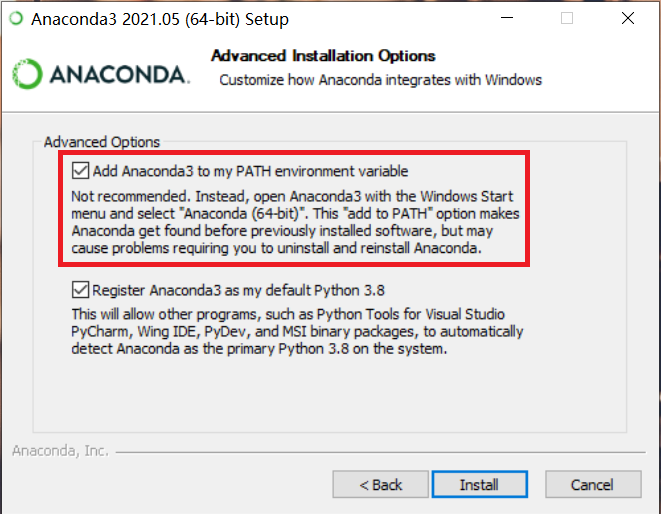 Anaconda3 2021.05 (64-bit) Setup
ANACONDA.
Advanced Installation Options
Customize how Anaconda integrates with Windows
Advanced Options
Add Anaconda3 to my PATH environment variable
Not recommended. Instead, open Anaconda3 with the Windows Start
menu and select "Anaconda (64-bit)". This "add to PATH" option makes
Anaconda get found before previously installed software, but may
cause problems requiring you to uninstall and reinstall Anaconda.
Register Anaconda3 as my default Python 3.8
This will allow other programs, such as Python Tools for Visual Studio
PyCharm, Wing IDE, PyDev, and MSI binary packages, to automatically
detect Anaconda as the primary Python 3.8 on the system.
Anaconda, Inc.
< Back
Install
Cancel